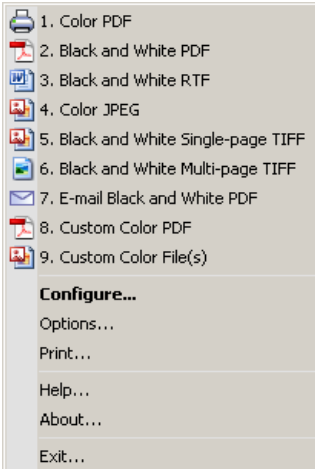 1. Color PDF
2. Black and White PDF
3. Black and White RTF
4. Color JPEG
5. Black and White Single-page TIFF
6. Black and White Multi-page TIFF
7. E-mail Black and White PDF
8. Custom Color PDF
9. Custom Color File(s)
Configure...
Options...
Print...
Help...
About...
Exit...